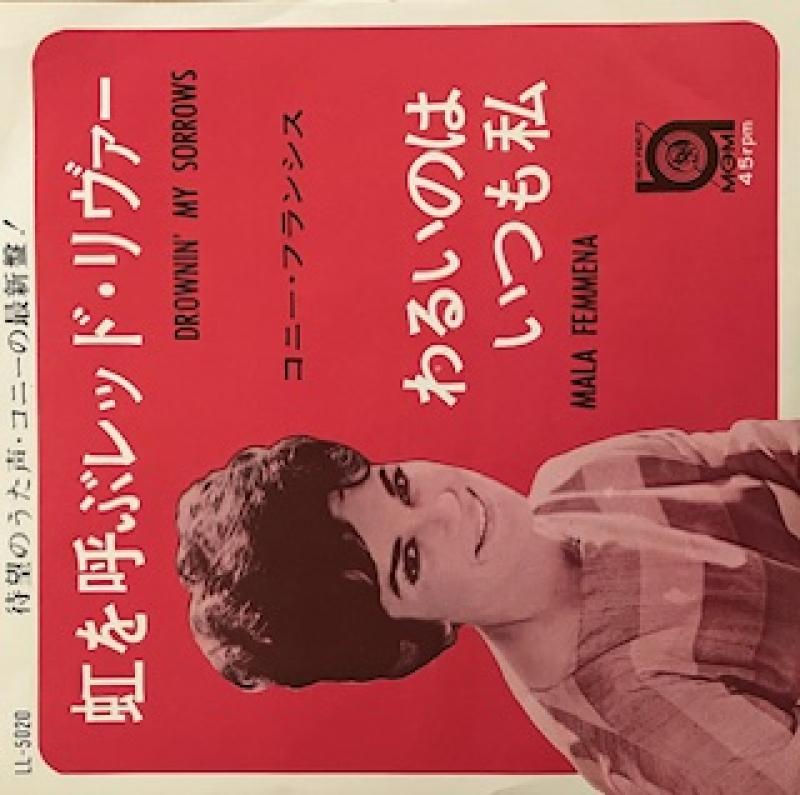 待望のうた声・コニーの最新盤！
LL-5020
虹を呼ぶレッド・リヴァー
DROWNIN' MY SORROWS
コニー・フランシス
わるいのは
いつも私
MALA FEMMENA
HIGH FIDELITY
MGM
45rpm